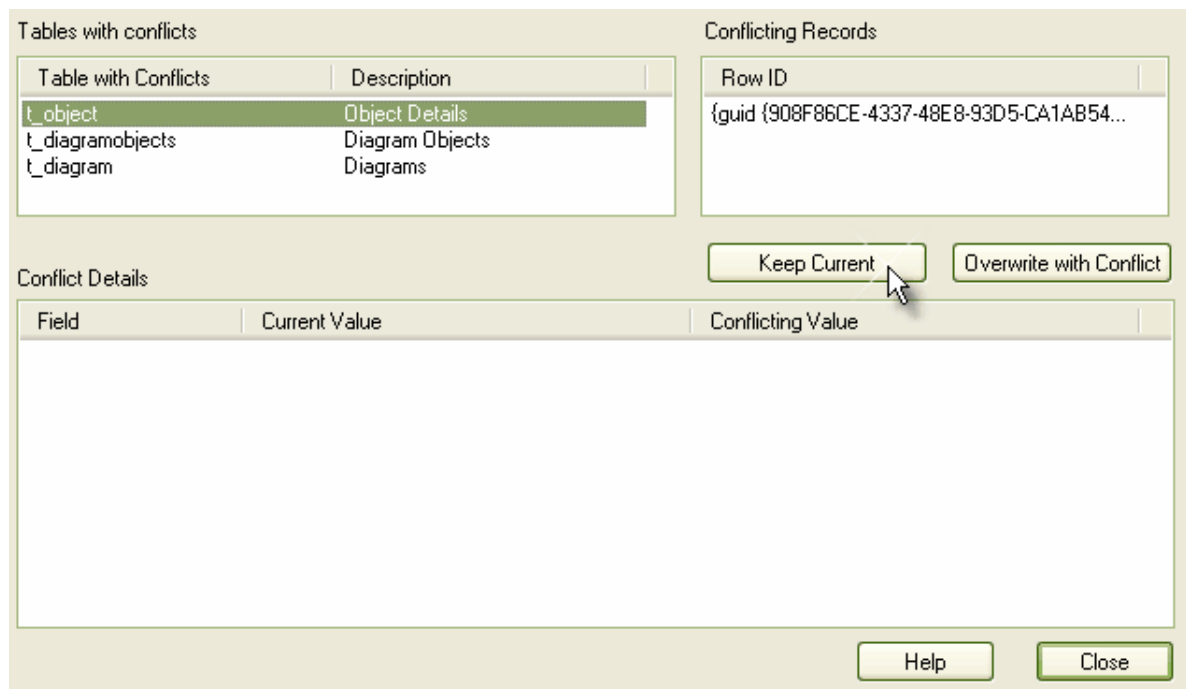 Tables with conflicts
Conflicting Records
Table with Conflicts Description
Row ID
t_object Object Details
{guid {908F86CE-4337-48E8-93D5-CA1AB54...
t_diagramobjects Diagram Objects
t_diagram Diagrams
Keep Current Overwrite with Conflict
Conflict Details
Field Current Value Conflicting Value
Help Close